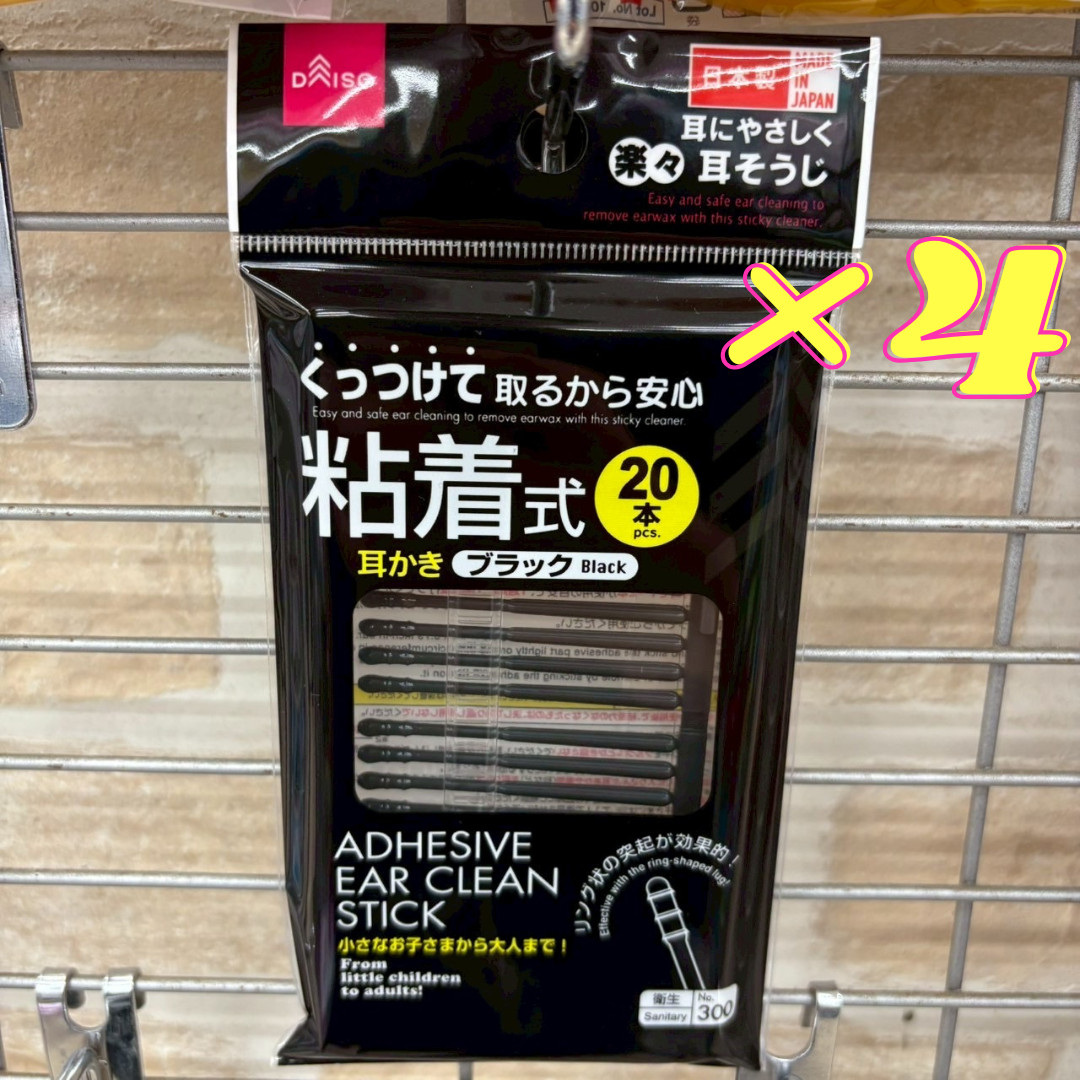 Lot No. 10
DAISO
日本製
MADE IN JAPAN
耳にやさしく
楽々耳そうじ
Easy and safe ear cleaning to
remove earwax with this sticky cleaner.
×4
くっつけて取るから安心
Easy and safe ear cleaning to remove earwax with this sticky cleaner.
粘着式
20本
pcs.
耳かき ブラック Black
ADHESIVE
EAR CLEAN
STICK
リング状の突起が効果的!
Effective with the ring-shaped lug!
小さなお子さまから大人まで!
From
little children
to adults!
衛生
Sanitary
No.
300